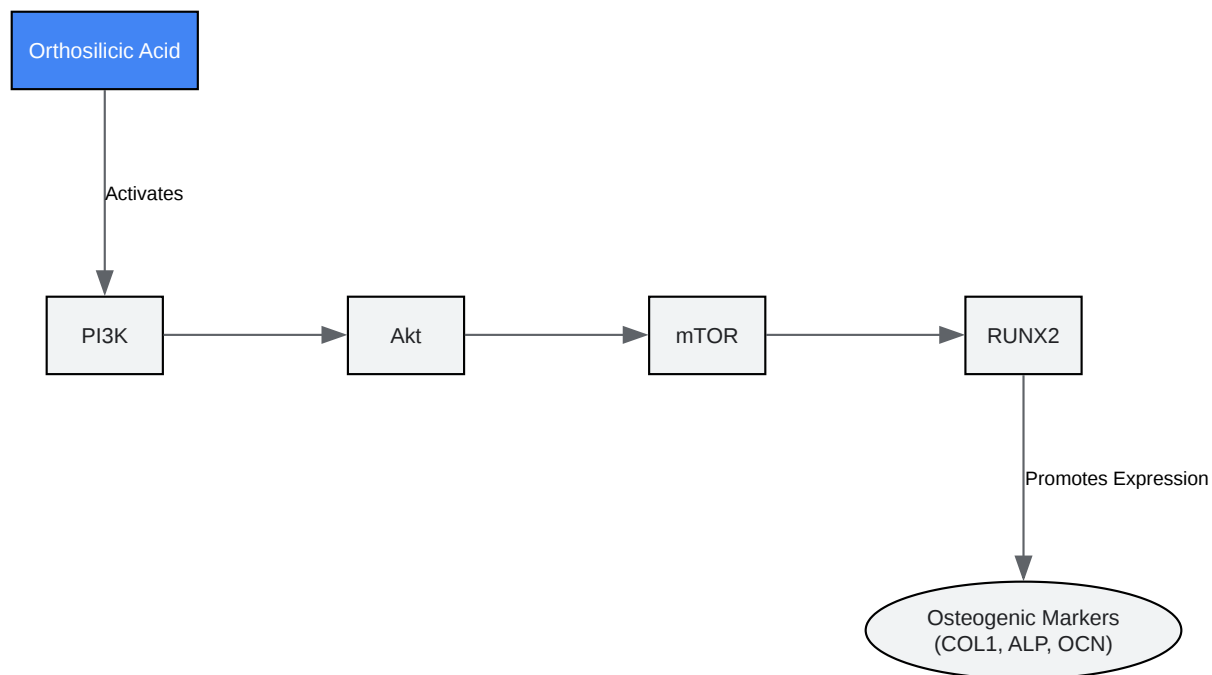 Orthosilicic Acid
Activates
PI3K
Akt
mTOR
RUNX2
Promotes Expression
Osteogenic Markers
(COL1, ALP, OCN)